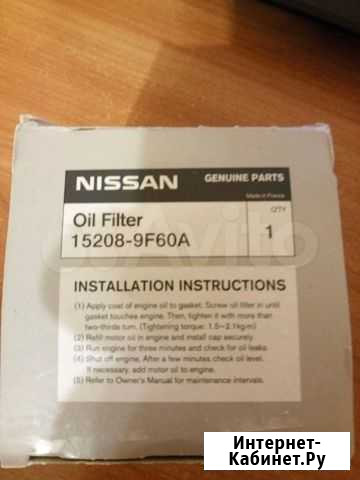 NISSAN
GENUINE PARTS
Made in France
Oil Filter
15208-9F60A
Q'TY
1
INSTALLATION INSTRUCTIONS
(1) Apply coat of engine oil to gasket. Screw oil filter in until
gasket touches engine. Then, tighten it with more than
two-thirds turn. (Tightening torque: 1.5~2.1kg-m)
(2) Refill motor oil in engine and install cap securely.
(3) Run engine for three minutes and check for oil leaks.
(4) Shut off engine. After a few minutes check oil level.
If necessary, add motor oil to engine.
(5) Refer to Owner's Manual for maintenance intervals.
Avito
Интернет-
Кабинет.Ру